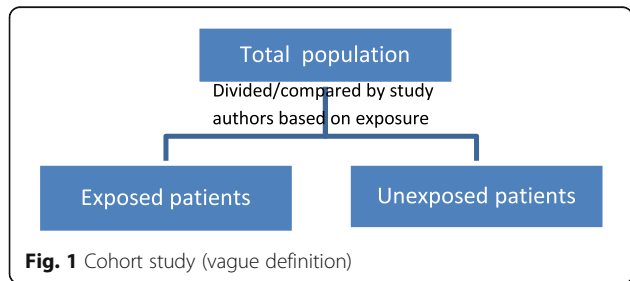 Total population
Divided/compared by study
authors based on exposure
Exposed patients
Unexposed patients
Fig. 1 Cohort study (vague definition)